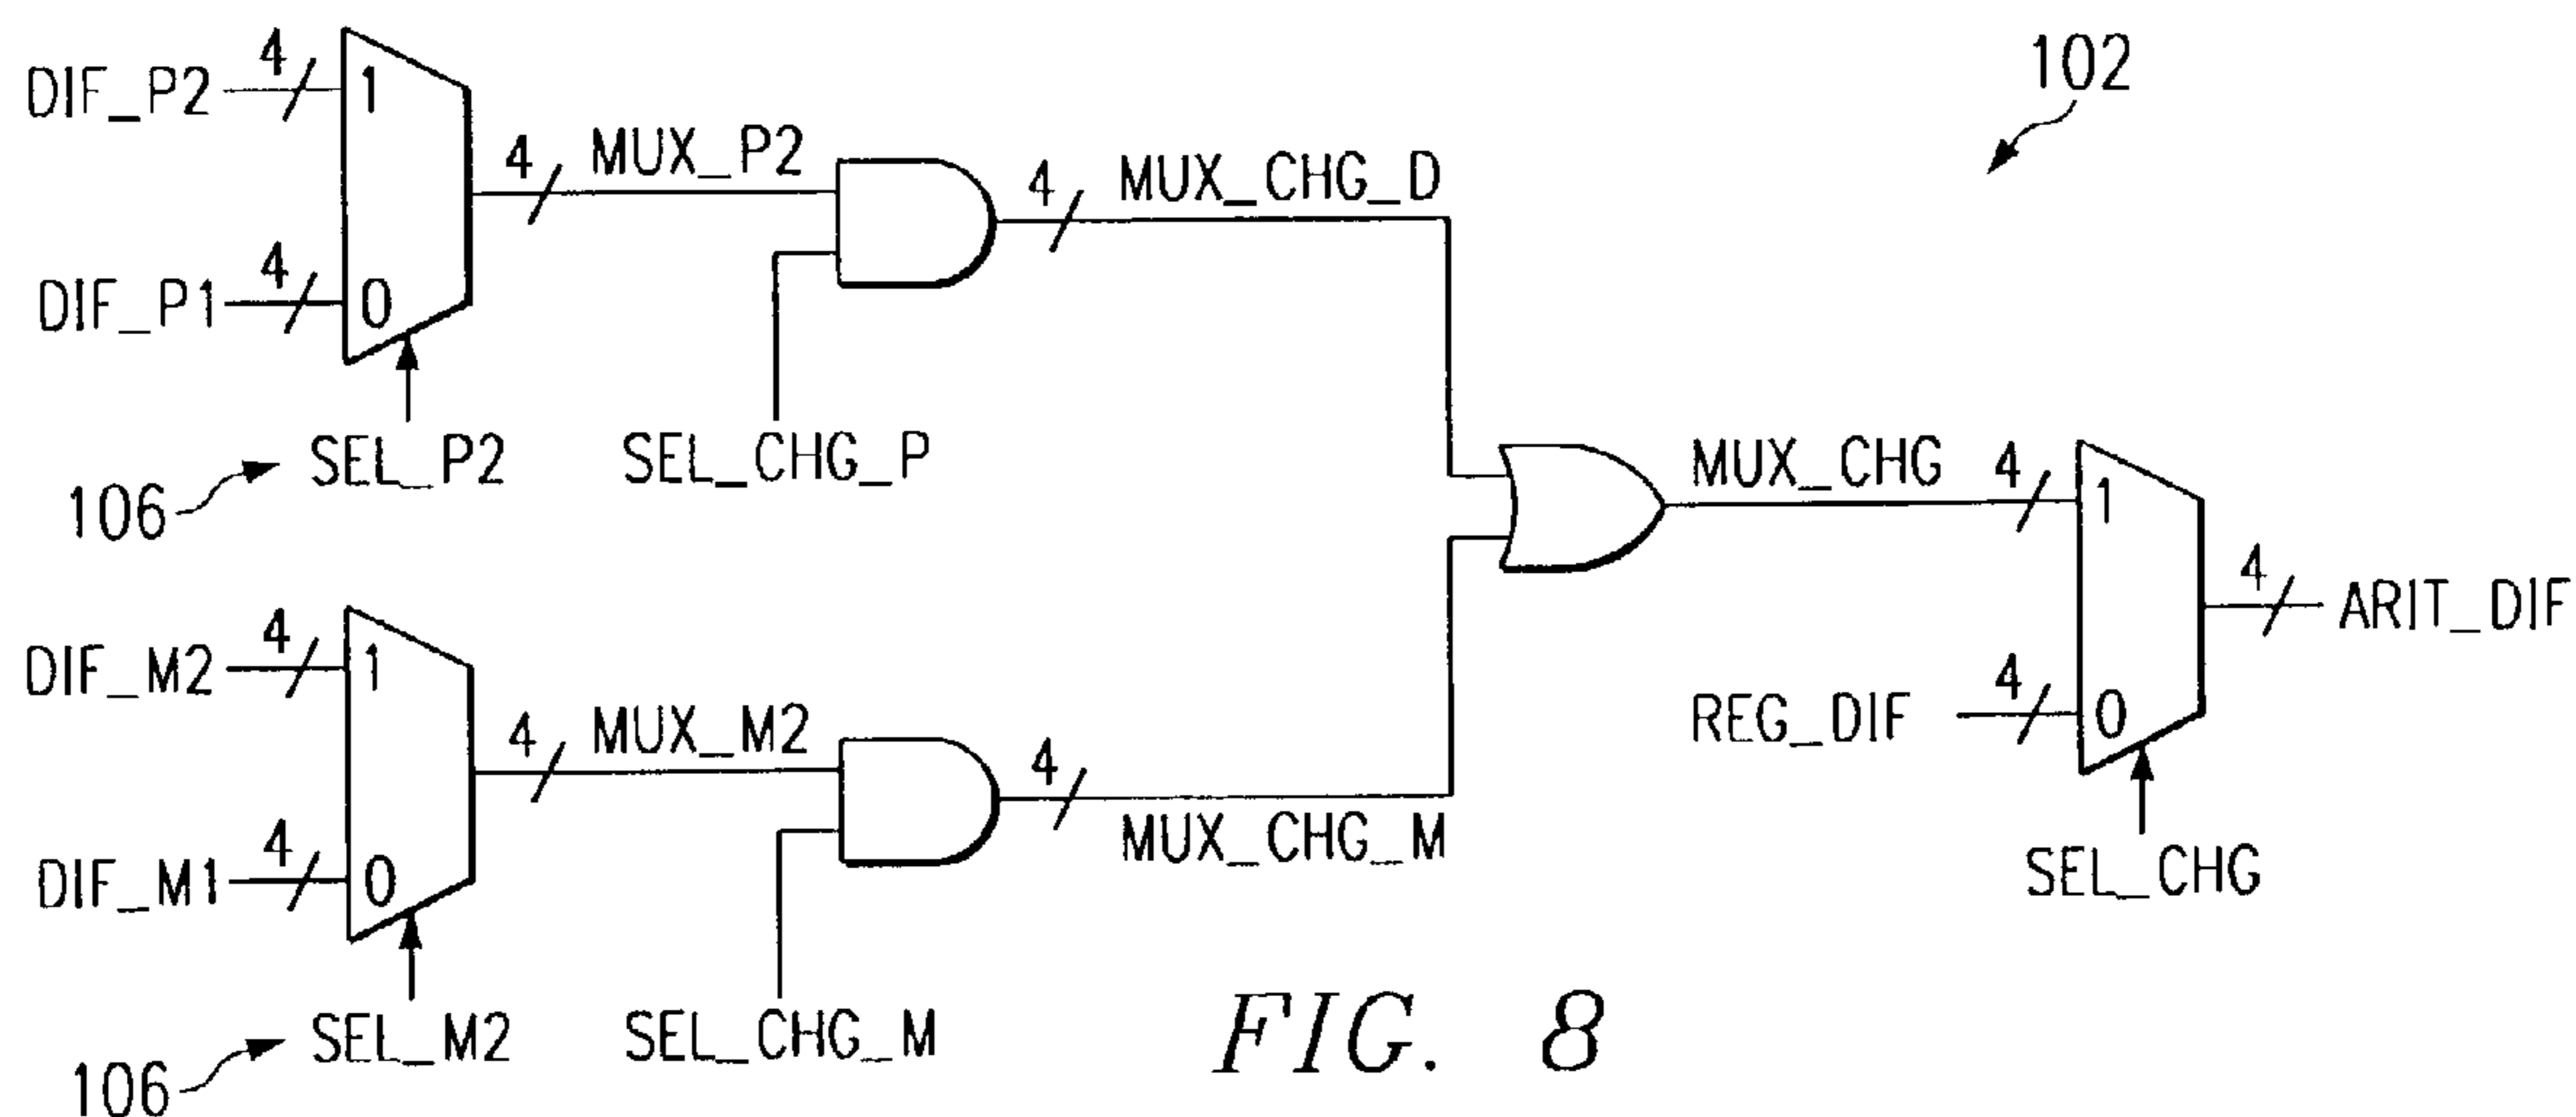 102
DIF_P2
4
1
DIF_P1
4
0
SEL_P2
106
4
MUX_P2
SEL_CHG_P
4
MUX_CHG_D
DIF_M2
4
1
DIF_M1
4
0
SEL_M2
106
4
MUX_M2
SEL_CHG_M
4
MUX_CHG_M
MUX_CHG
4
1
REG_DIF
4
0
SEL_CHG
4
ARIT_DIF
FIG. 8